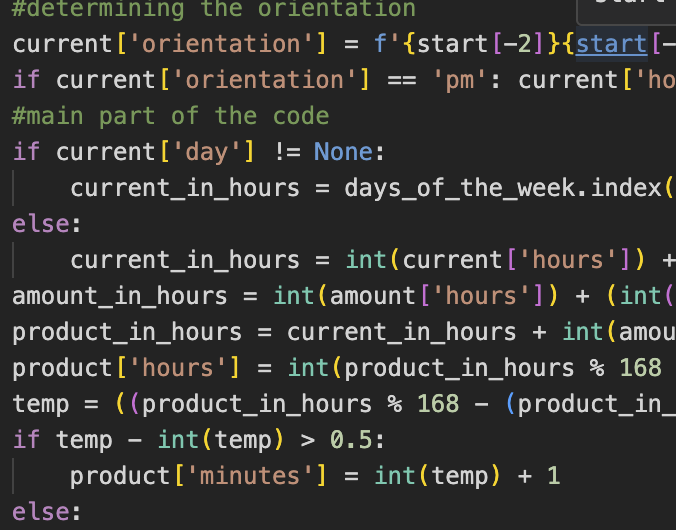 #determining the orientation
current['orientation'] = f'{start[-2]}{start[-
if current['orientation'] == 'pm': current['ho
#main part of the code
if current['day'] != None:
    current_in_hours = days_of_the_week.index(
else:
    current_in_hours = int(current['hours']) +
amount_in_hours = int(amount['hours']) + (int(
product_in_hours = current_in_hours + int(amou
product['hours'] = int(product_in_hours % 168
temp = ((product_in_hours % 168 - (product_in_
if temp - int(temp) > 0.5:
    product['minutes'] = int(temp) + 1
else: